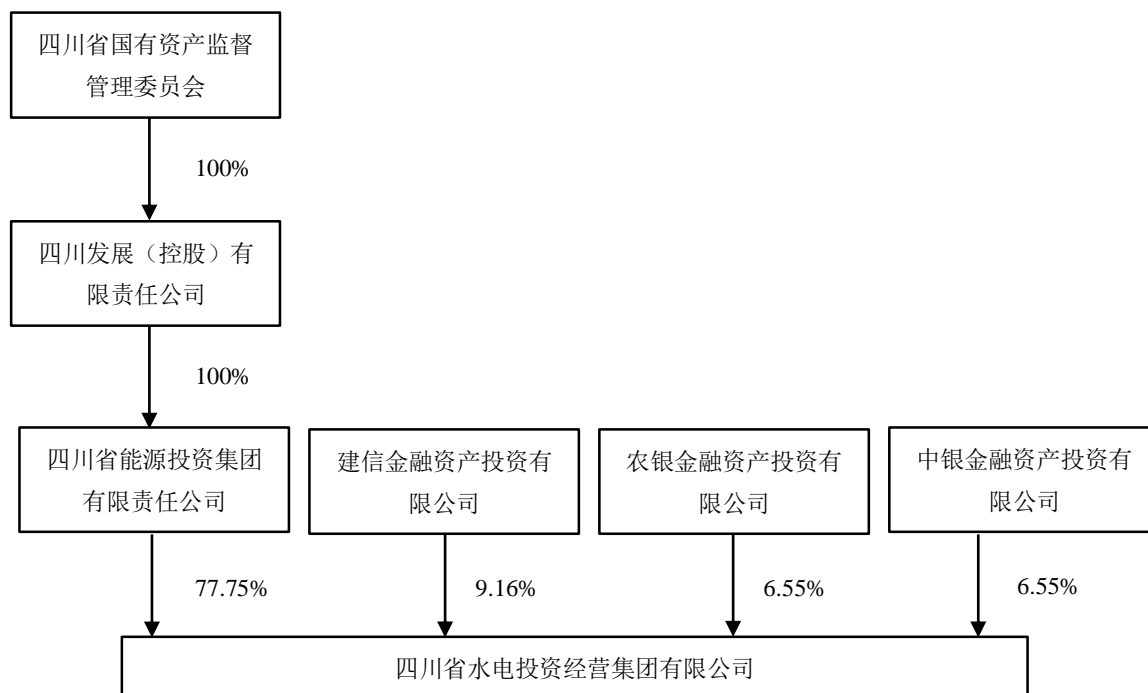 四川省国有资产监督
管理委员会
100%
四川发展（控股）有
限责任公司
100%
四川省能源投资集团
有限责任公司
建信金融资产投资有
限公司
农银金融资产投资有
限公司
中银金融资产投资有
限公司
77.75%
9.16%
6.55%
6.55%
四川省水电投资经营集团有限公司